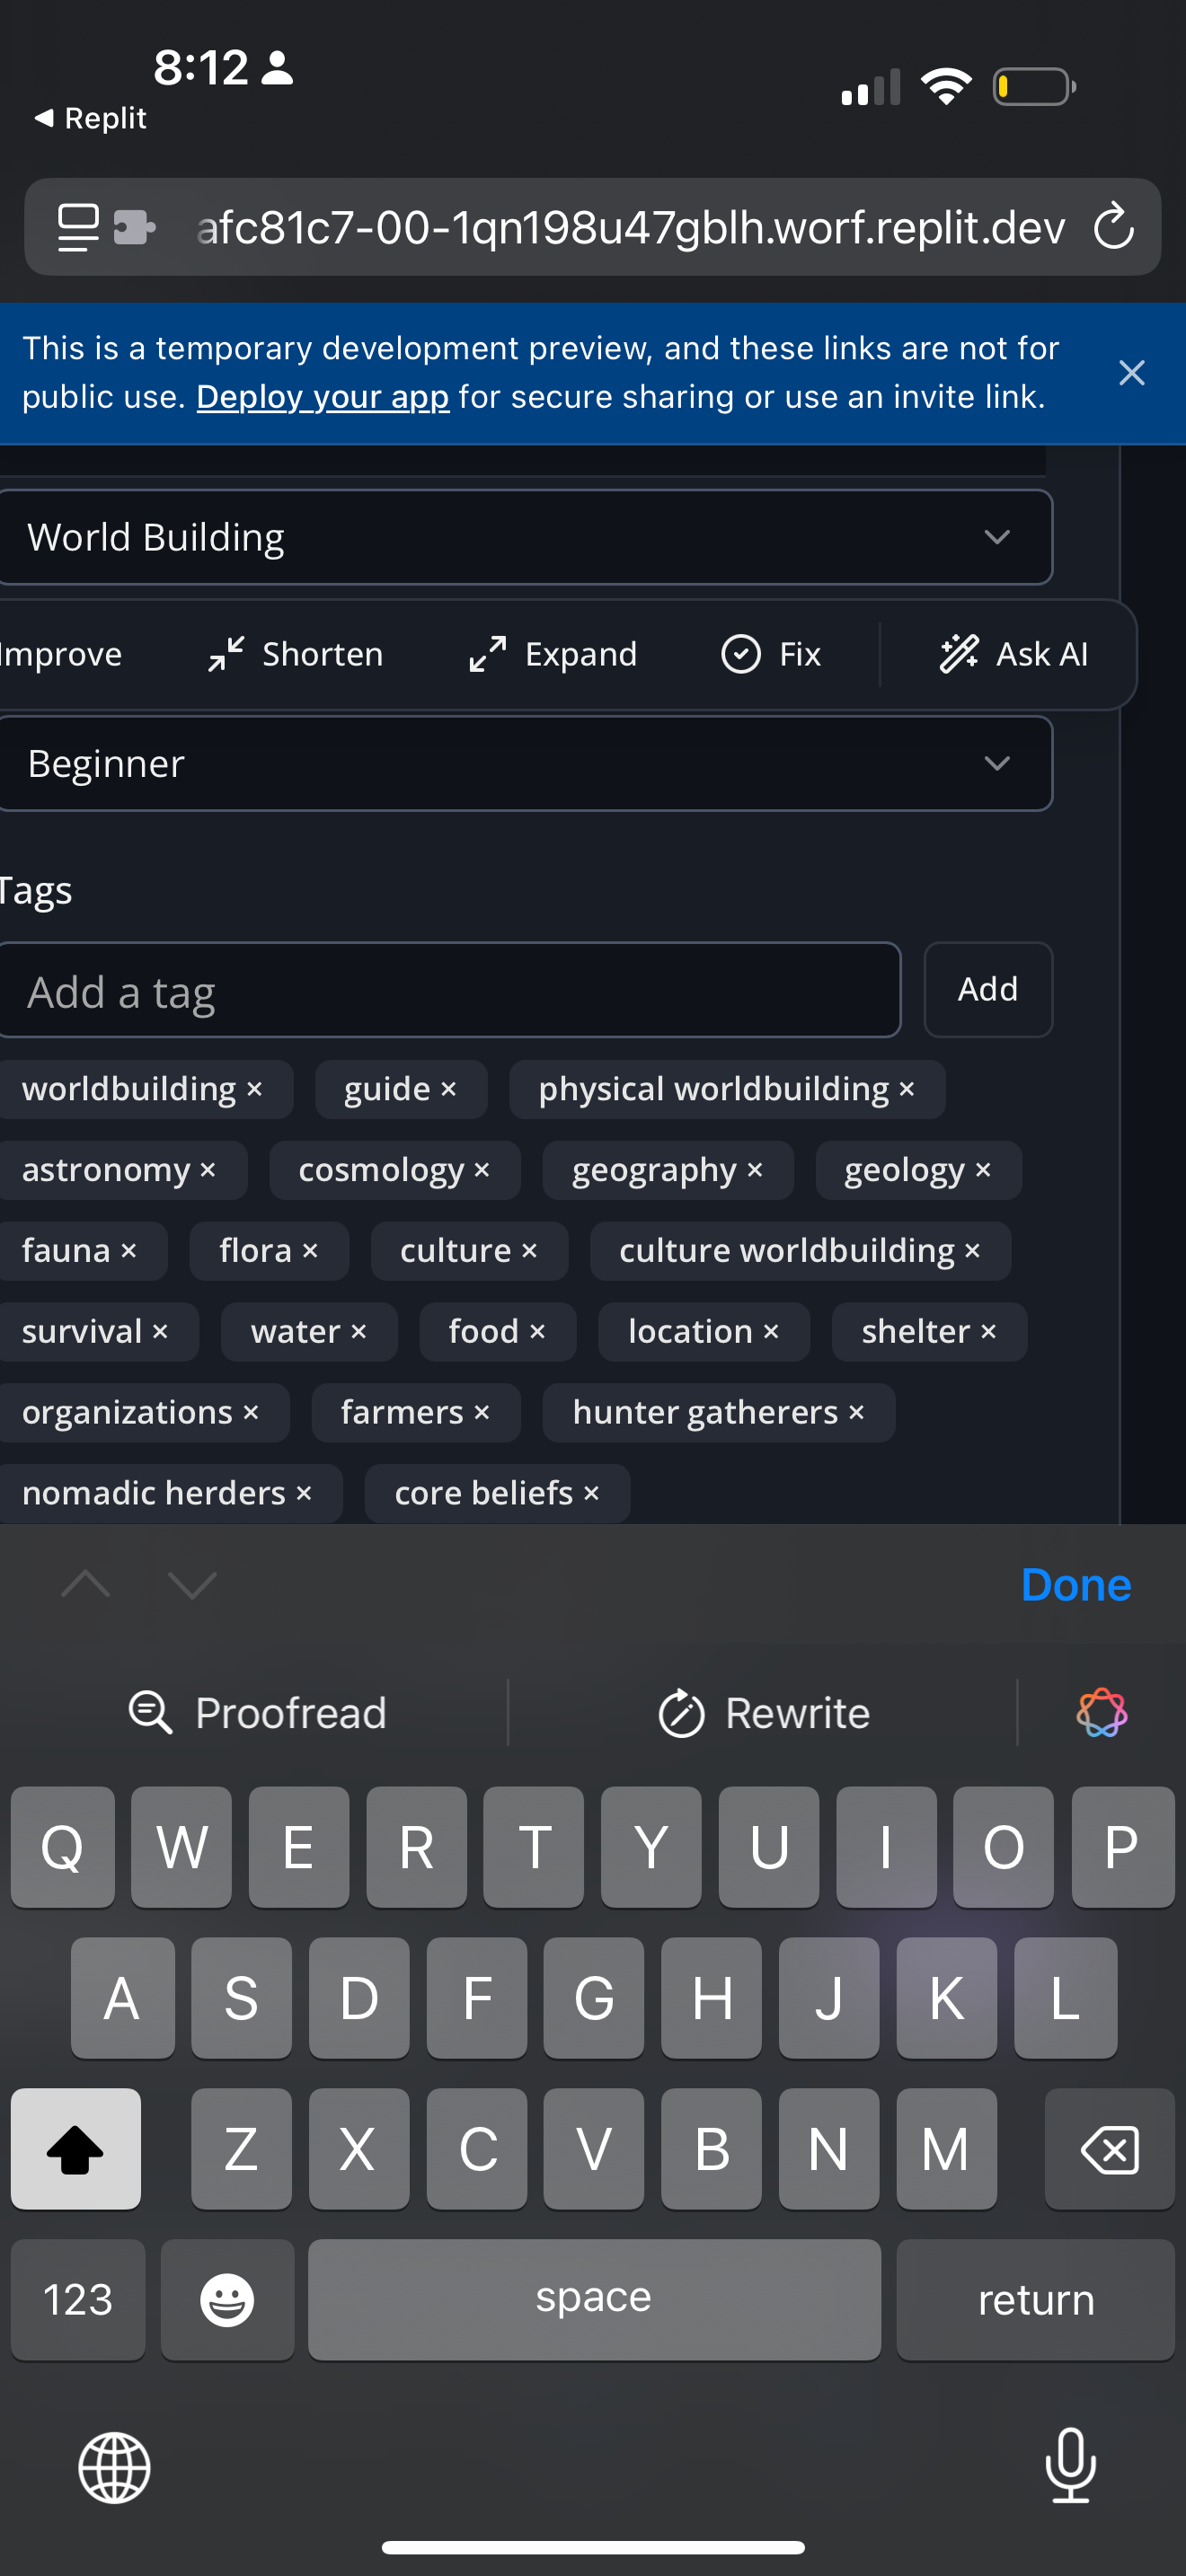 8:12
Replit
afc81c7-00-1qn198u47gblh.worf.replit.dev
This is a temporary development preview, and these links are not for
public use. Deploy your app for secure sharing or use an invite link.
World Building
Improve Shorten Expand Fix Ask AI
Beginner
Tags
Add a tag Add
worldbuilding × guide × physical worldbuilding ×
astronomy × cosmology × geography × geology ×
fauna × flora × culture × culture worldbuilding ×
survival × water × food × location × shelter ×
organizations × farmers × hunter gatherers ×
nomadic herders × core beliefs ×
Done
Proofread Rewrite
Q W E R T Y U I O P
A S D F G H J K L
Z X C V B N M
123 space return